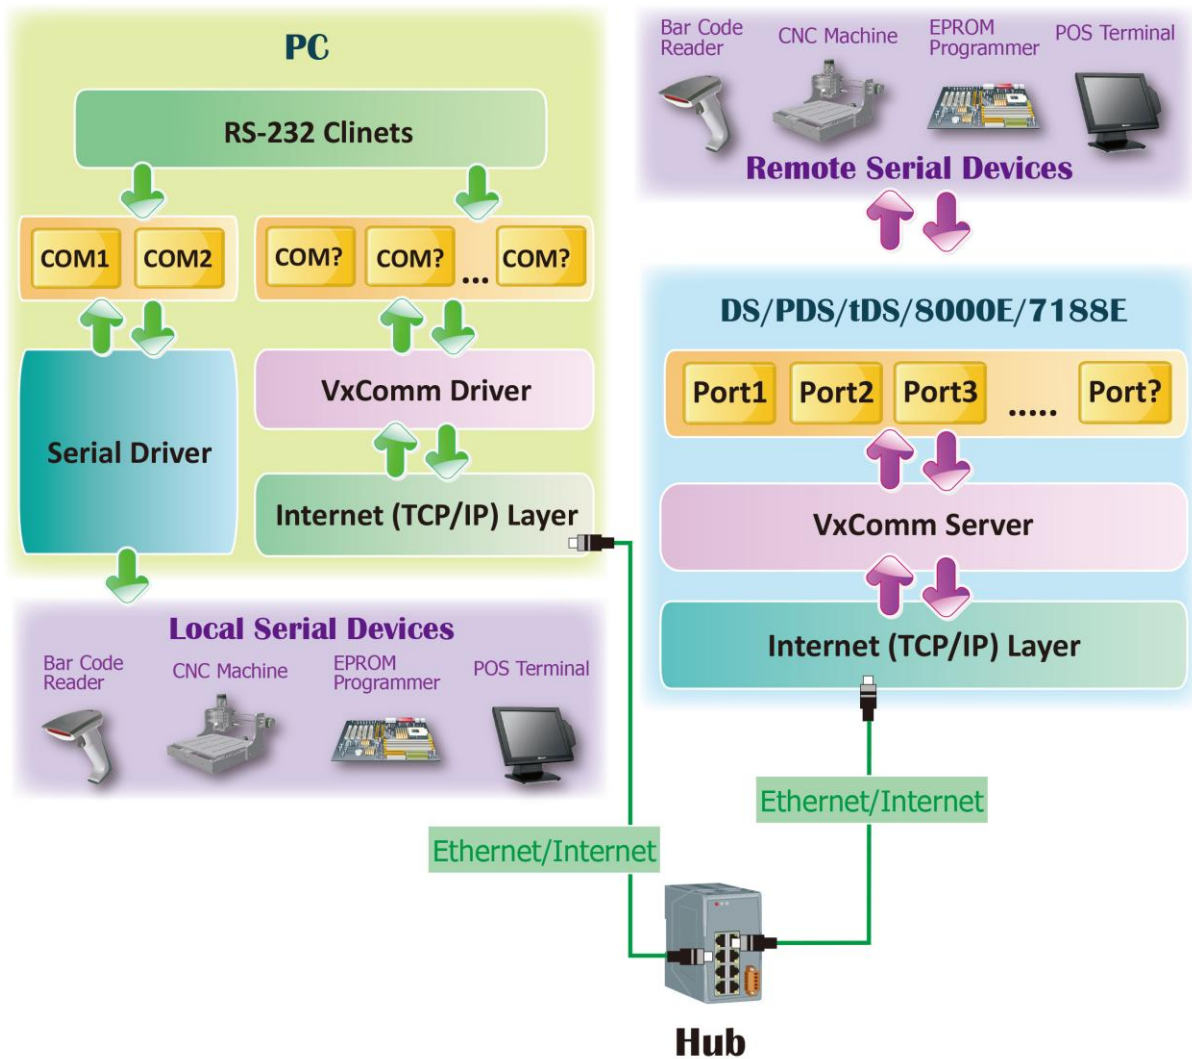 PC
RS-232 Clinets
COM1
COM2
COM?
COM?
...
COM?
Serial Driver
VxComm Driver
Internet (TCP/IP) Layer
Local Serial Devices
Bar Code
Reader
CNC Machine
EPROM
Programmer
POS Terminal
Bar Code
Reader
CNC Machine
EPROM
Programmer
POS Terminal
Remote Serial Devices
DS/PDS/tDS/8000E/7188E
Port1
Port2
Port3
.....
Port?
VxComm Server
Internet (TCP/IP) Layer
Ethernet/Internet
Ethernet/Internet
Hub